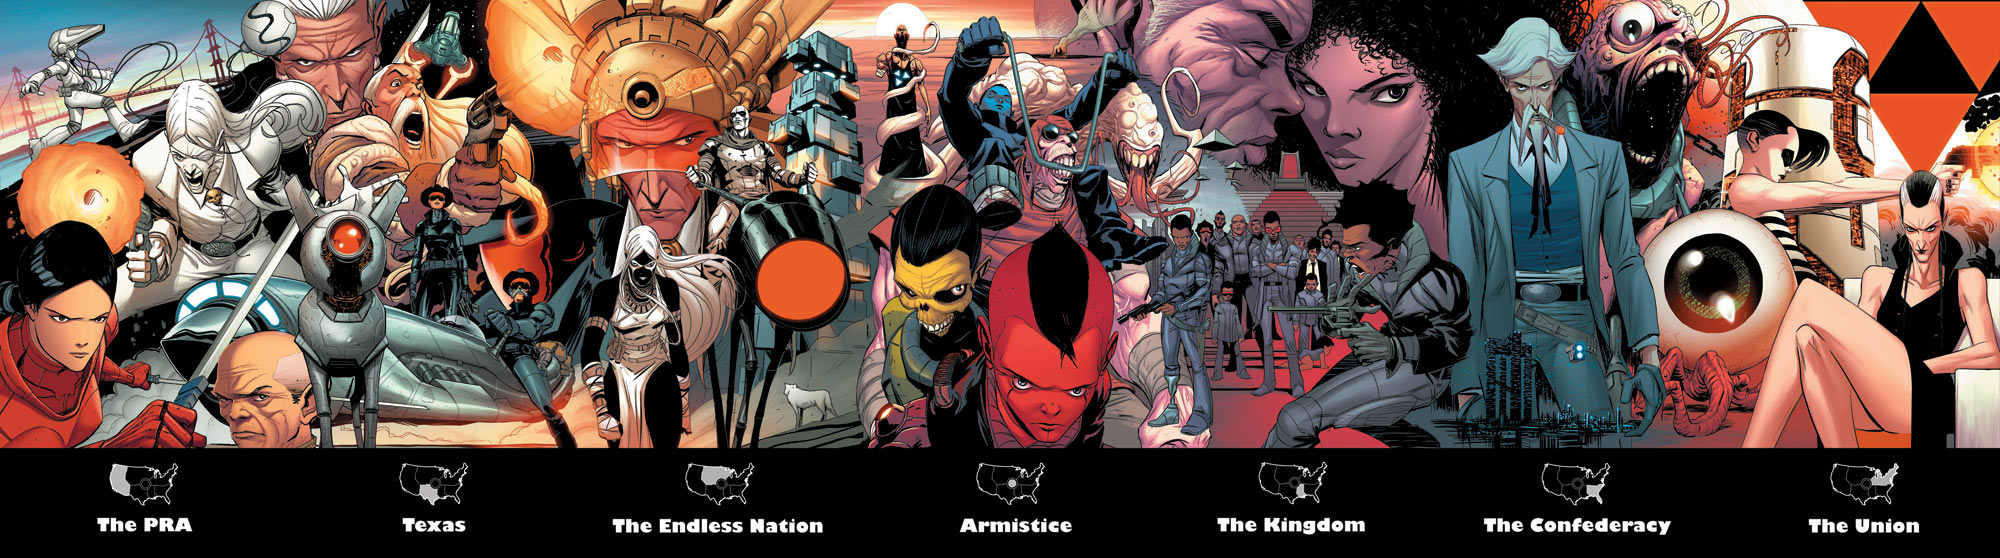 The PRA
Texas
The Endless Nation
Armistice
The Kingdom
The Confederacy
The Union